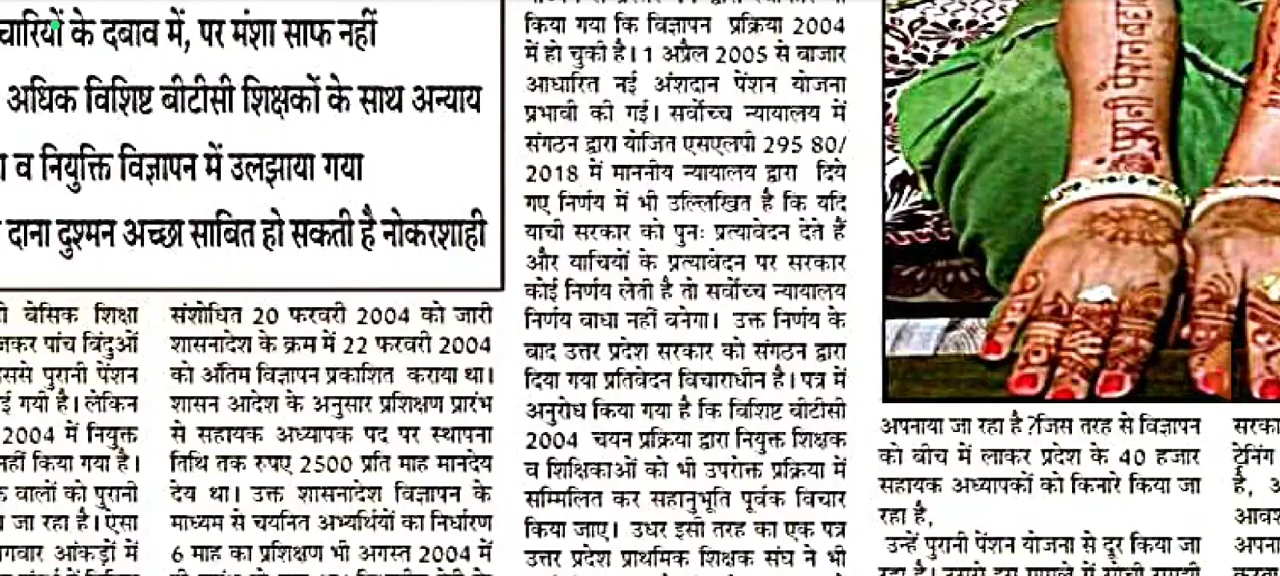 चारियों के दबाव में, पर मंशा साफ नहीं
अधिक विशिष्ट बीटीसी शिक्षकों के साथ अन्याय
व नियुक्ति विज्ञापन में उलझाया गया
दाना दुश्मन अच्छा साबित हो सकती है नोकरशाही
बेसिक शिक्षा
जकर पांच बिंदुओं
ससे पुरानी पेंशन
ई गयी है। लेकिन
2004 में नियुक्त
नहीं किया गया है।
वालों को पुरानी
जा रहा है। ऐसा
गवार आंकड़ों में
संशोधित 20 फरवरी 2004 को जारी
शासनादेश के क्रम में 22 फरवरी 2004
को अंतिम विज्ञापन प्रकाशित कराया था।
शासन आदेश के अनुसार प्रशिक्षण प्रारंभ
से सहायक अध्यापक पद पर स्थापना
तिथि तक रुपए 2500 प्रति माह मानदेय
देय था। उक्त शासनादेश विज्ञापन के
माध्यम से चयनित अभ्यर्थियों का निर्धारण
6 माह का प्रशिक्षण भी अगस्त 2004 में
किया गया कि विज्ञापन प्रक्रिया 2004
में हो चुकी है। 1 अप्रैल 2005 से बाजार
आधारित नई अंशदान पेंशन योजना
प्रभावी की गई। सर्वोच्च न्यायालय में
संगठन द्वारा योजित एसएलपी 295 80/
2018 में माननीय न्यायालय द्वारा दिये
गए निर्णय में भी उल्लिखित है कि यदि
याची सरकार को पुनः प्रत्यावेदन देते हैं
और याचियों के प्रत्यावेदन पर सरकार
कोई निर्णय लेती है तो सर्वोच्च न्यायालय
निर्णय बाधा नहीं बनेगा। उक्त निर्णय के
बाद उत्तर प्रदेश सरकार को संगठन द्वारा
दिया गया प्रतिवेदन विचाराधीन है। पत्र में
अनुरोध किया गया है कि विशिष्ट बीटीसी
2004 चयन प्रक्रिया द्वारा नियुक्त शिक्षक
व शिक्षिकाओं को भी उपरोक्त प्रक्रिया में
सम्मिलित कर सहानुभूति पूर्वक विचार
किया जाए। उधर इसी तरह का एक पत्र
उत्तर प्रदेश प्राथमिक शिक्षक संघ ने भी
पुरानी पेंशन
अपनाया जा रहा है ?जिस तरह से विज्ञापन
को बीच में लाकर प्रदेश के 40 हजार
सहायक अध्यापकों को किनारे किया जा
रहा है,
उन्हें पुरानी पेंशन योजना से दूर किया जा
सरका
ट्रेनिंग
है,
आवश
अपना